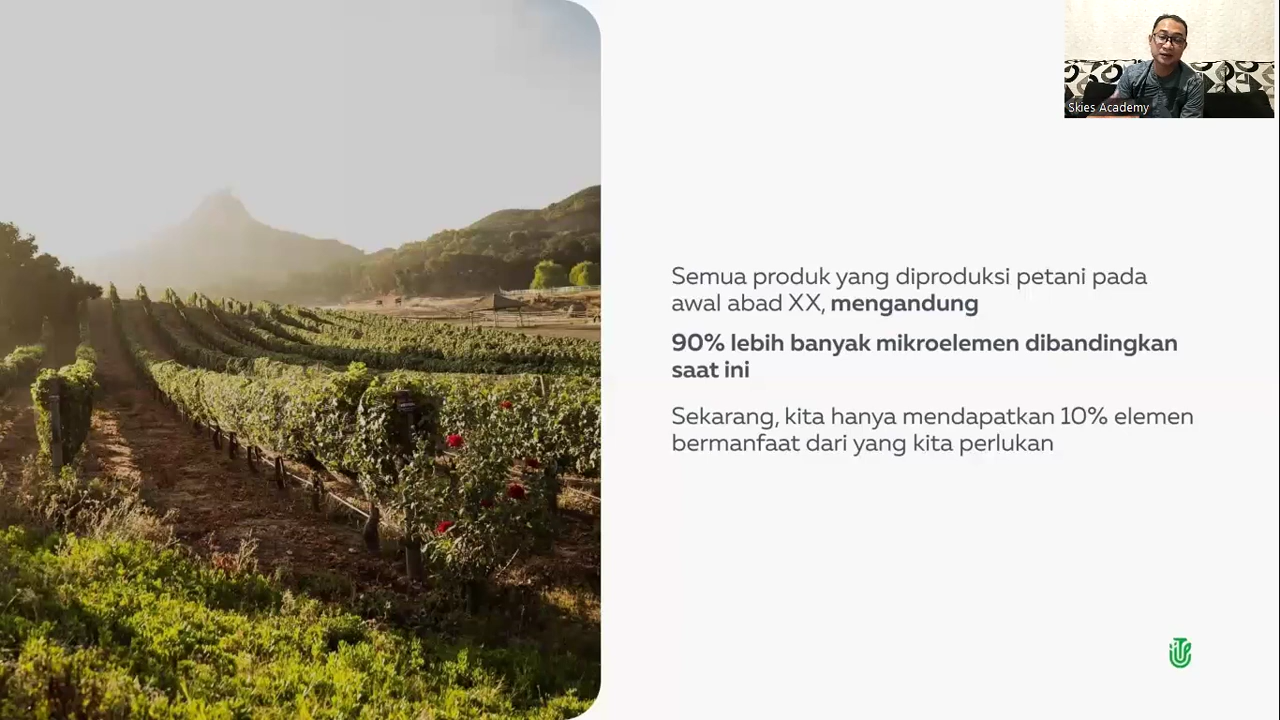 Skies Academy
Semua produk yang diproduksi petani pada
awal abad XX, mengandung
90% lebih banyak mikroelemen dibandingkan
saat ini
Sekarang, kita hanya mendapatkan 10% elemen
bermanfaat dari yang kita perlukan